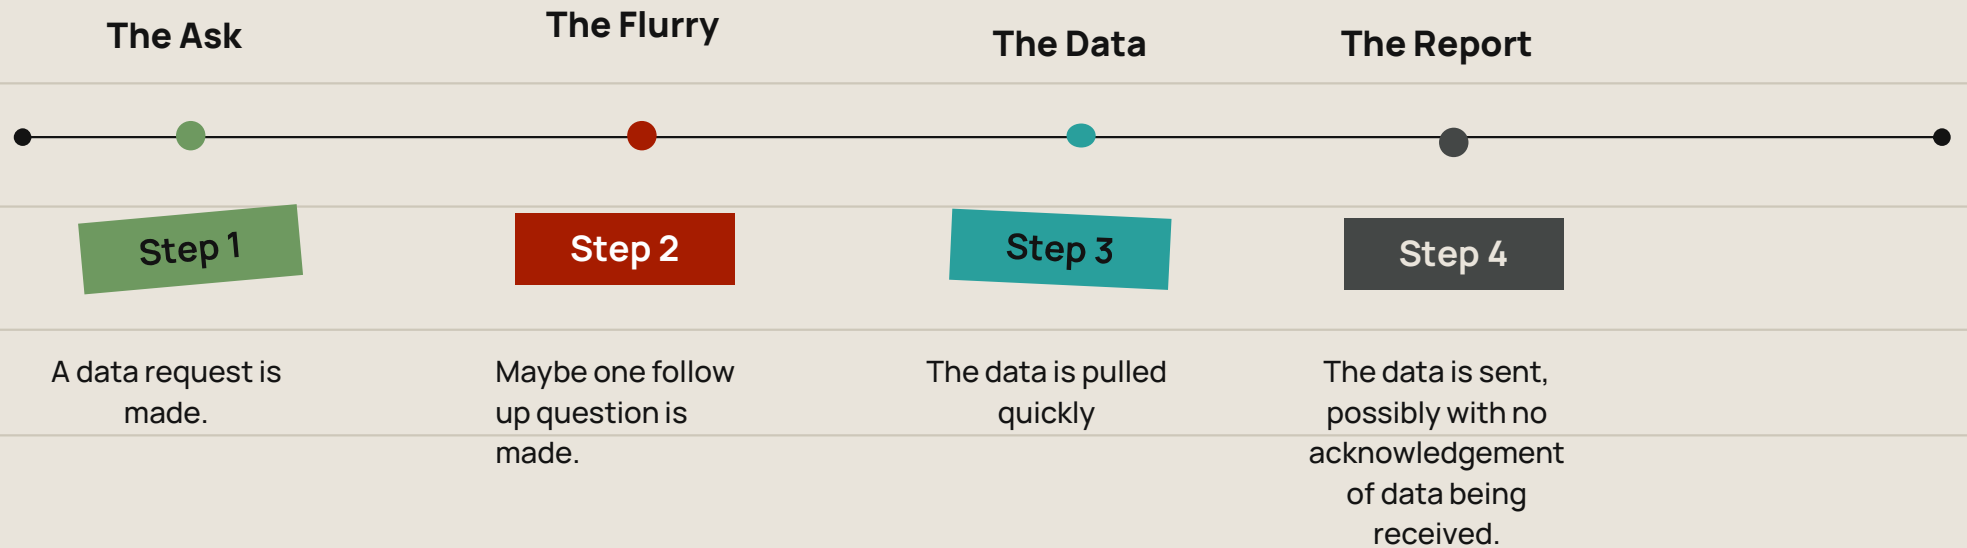 The Ask
The Flurry
The Data
The Report
Step 1
Step 2
Step 3
Step 4
A data request is
made.
Maybe one follow
up question is
made.
The data is pulled
quickly
The data is sent,
possibly with no
acknowledgement
of data being
received.